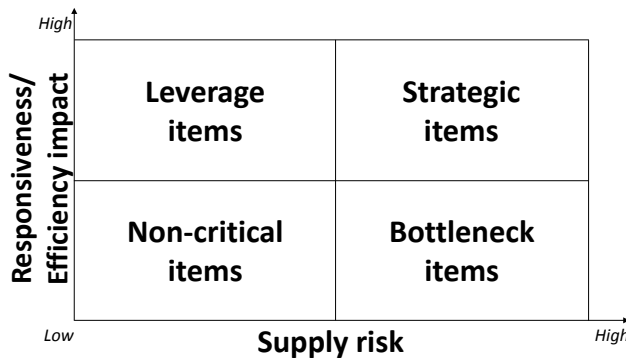 High
Responsiveness/
Efficiency impact
Leverage
items
Strategic
items
Non-critical
items
Bottleneck
items
Low
Supply risk
High